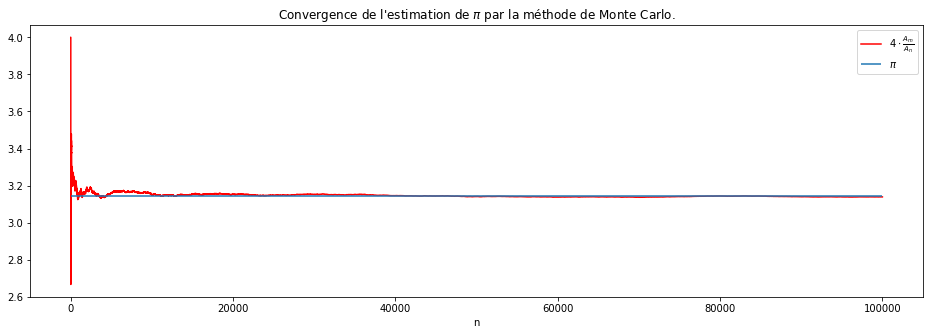 Convergence de l'estimation de π par la méthode de Monte Carlo.
4.0
3.8
3.6
3.4
3.2
3.0
2.8
2.6
0 20000 40000 60000 80000 100000
n
4 · A_m/A_n
π